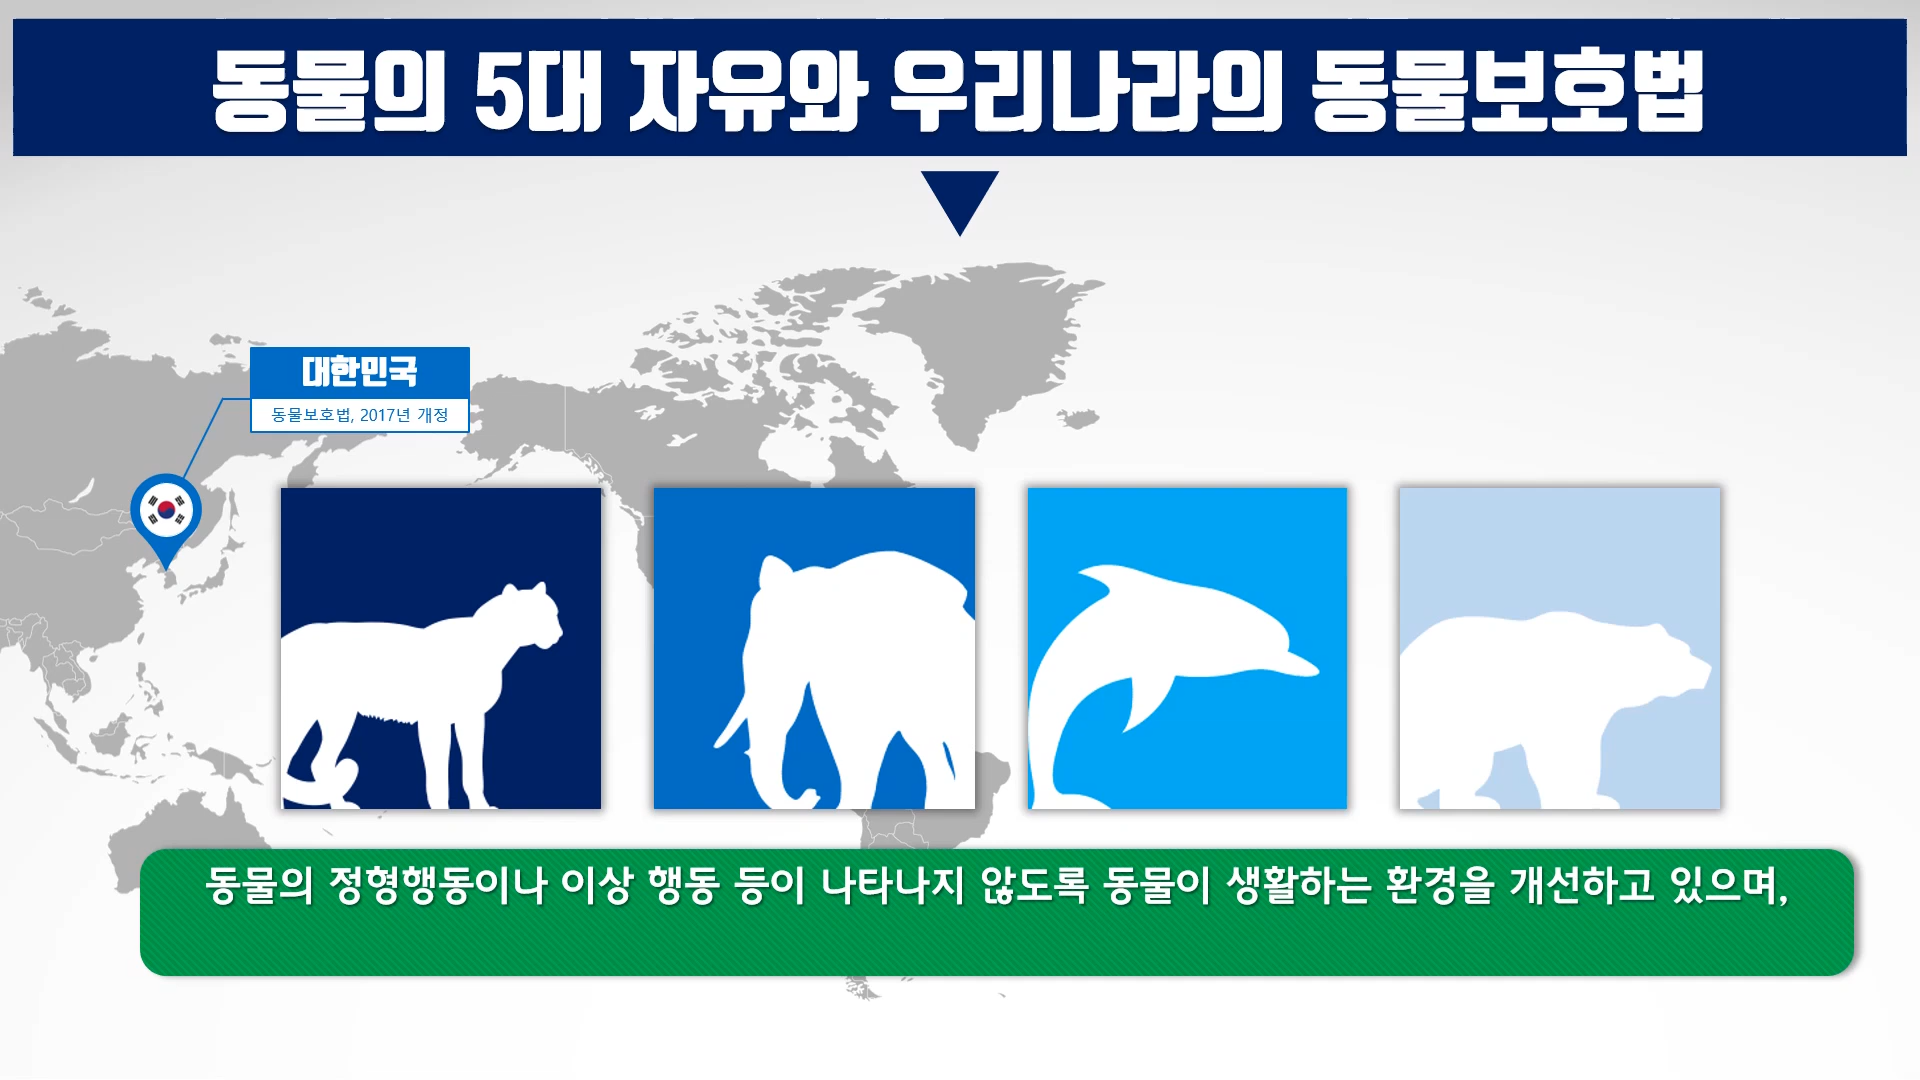 동물의 5대 자유와 우리나라의 동물보호법
대한민국
동물보호법, 2017년 개정
동물의 정형행동이나 이상 행동 등이 나타나지 않도록 동물이 생활하는 환경을 개선하고 있으며,